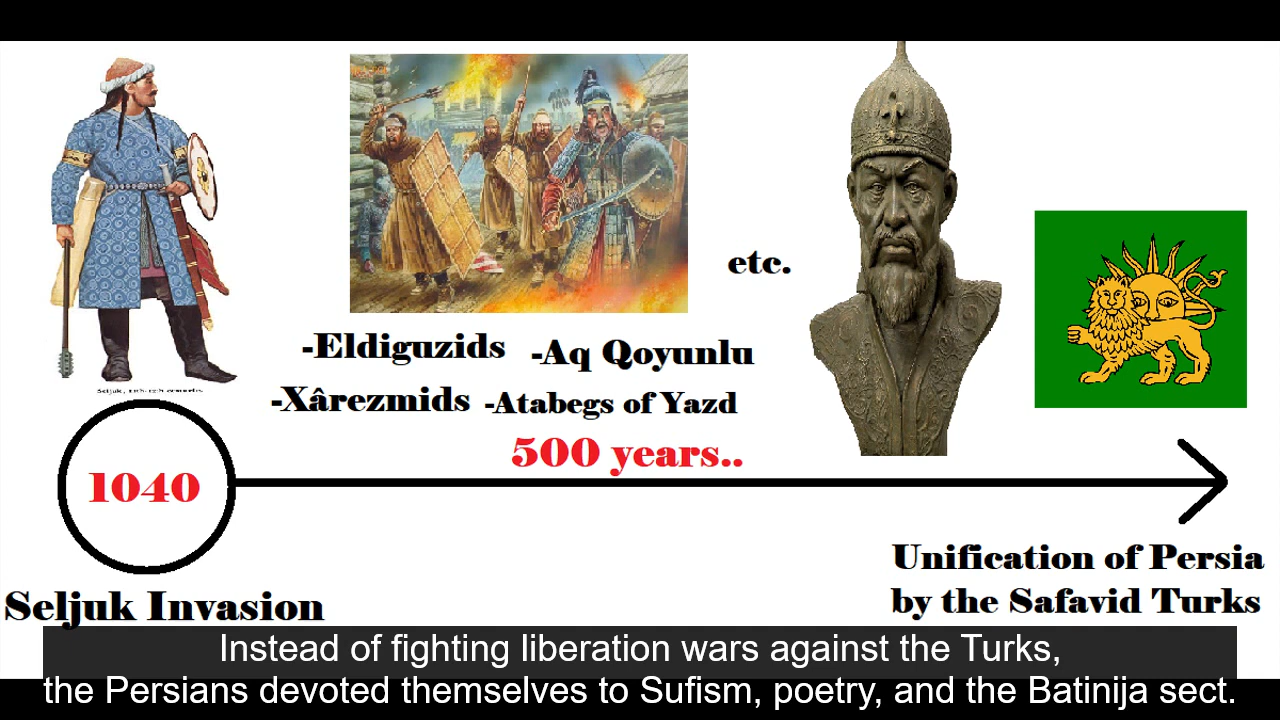 etc.
-Eldiguzids
-Aq Qoyunlu
-Xârezmids
-Atabegs of Yazd
500 years..
1040
Unification of Persia
by the Safavid Turks
Seljuk Invasion
Instead of fighting liberation wars against the Turks,
the Persians devoted themselves to Sufism, poetry, and the Batinija sect.